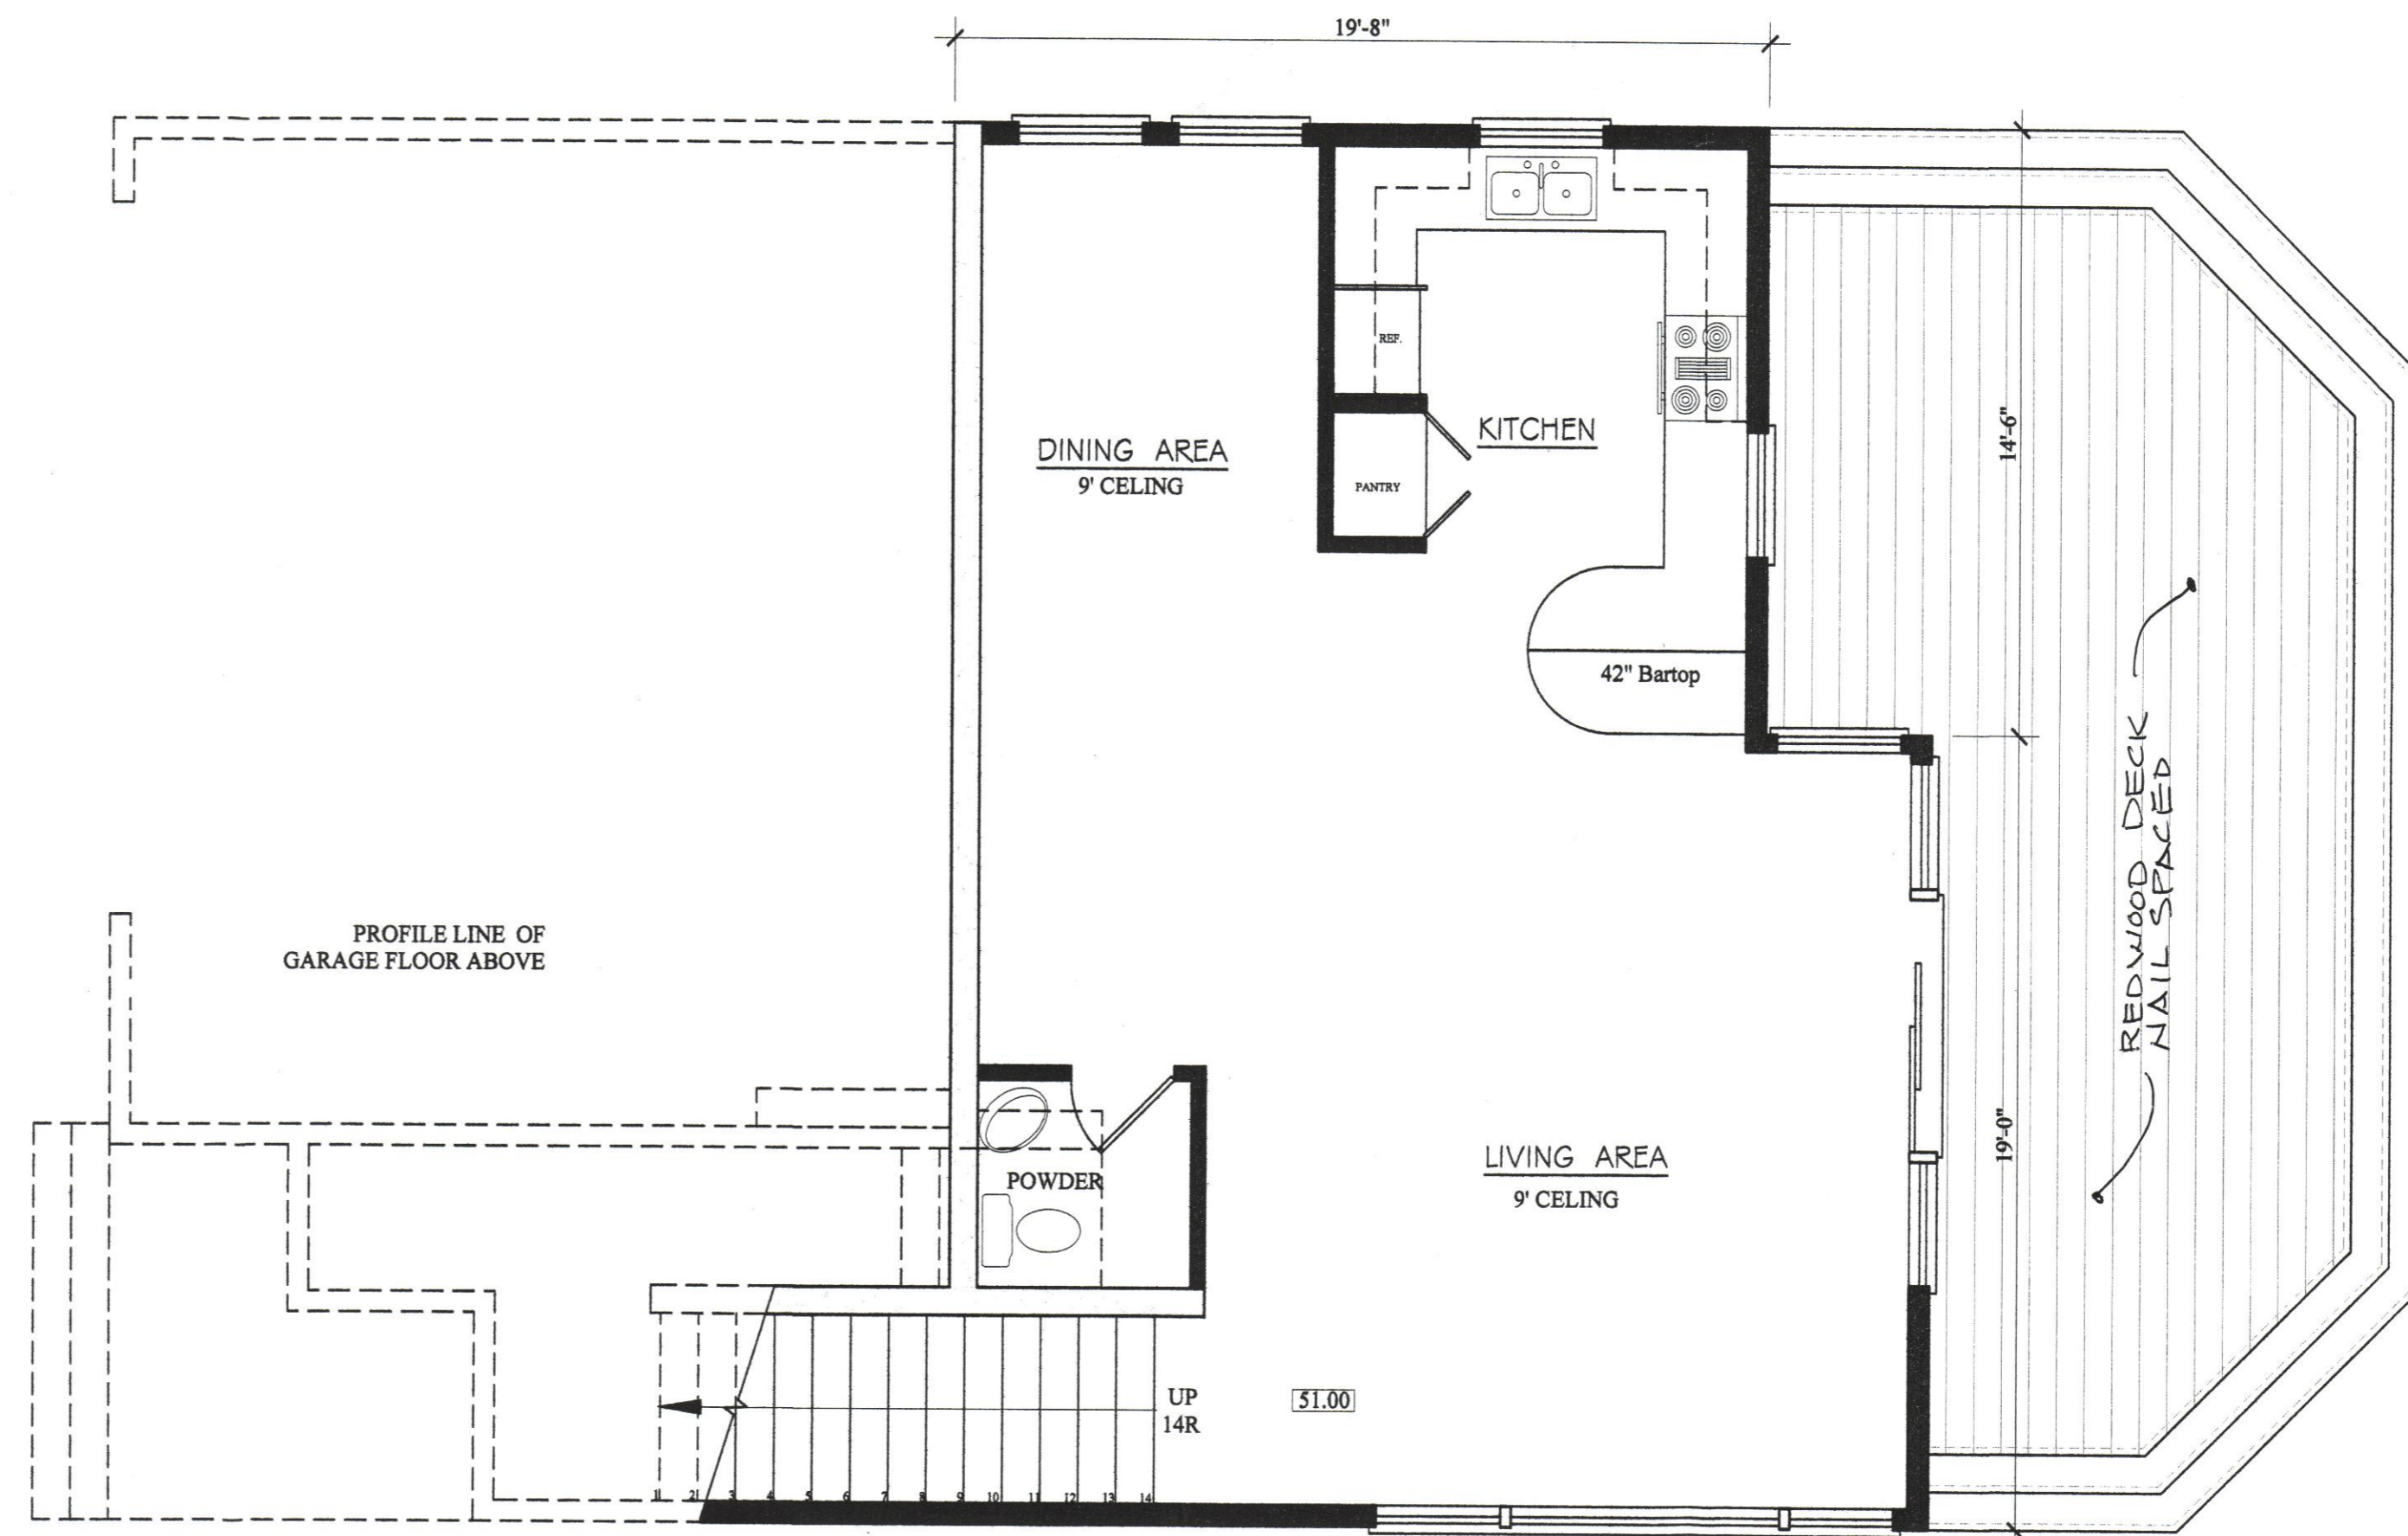 19'-8"
REF.
KITCHEN
DINING AREA
9' CELING
PANTRY
14'-6"
42" Bartop
REDWOOD DECK
NAIL SPACED
PROFILE LINE OF
GARAGE FLOOR ABOVE
19'-0"
LIVING AREA
9' CELING
POWDER
UP
14R
51.00
1 2 3 4 5 6 7 8 9 10 11 12 13 14